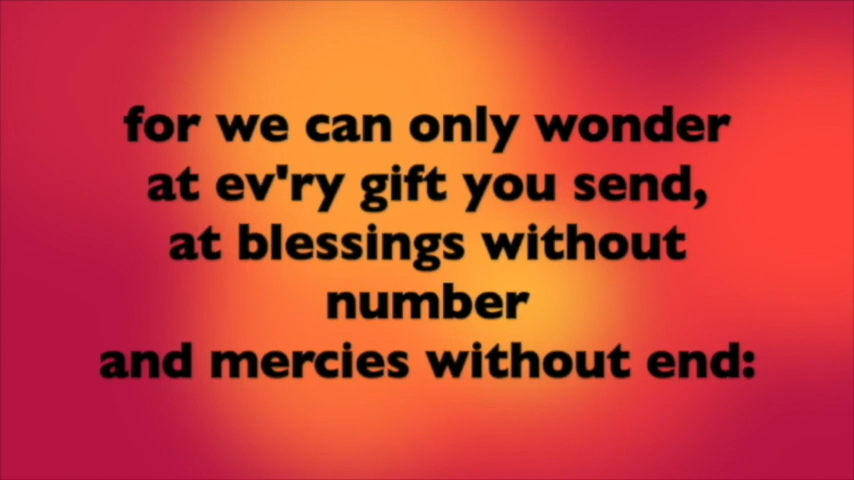 for we can only wonder
at ev'ry gift you send,
at blessings without
number
and mercies without end: